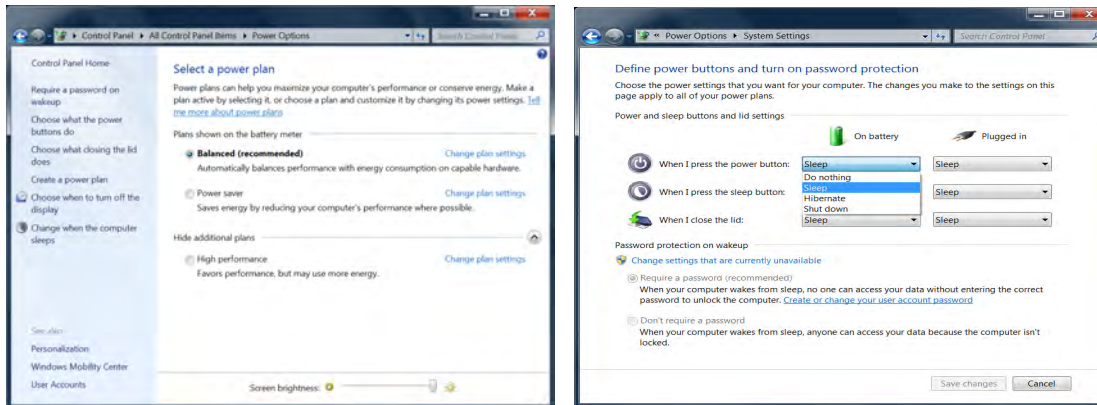 Control Panel ▸ All Control Panel Items ▸ Power Options
Search Control Panel
Control Panel Home
Require a password on
wakeup
Choose what the power
buttons do
Choose what closing the lid
does
Create a power plan
Choose when to turn off the
display
Change when the computer
sleeps
See also
Personalization
Windows Mobility Center
User Accounts
Select a power plan
Power plans can help you maximize your computer's performance or conserve energy. Make a
plan active by selecting it, or choose a plan and customize it by changing its power settings. Tell
me more about power plans
Plans shown on the battery meter
Balanced (recommended) Change plan settings
Automatically balances performance with energy consumption on capable hardware.
Power saver Change plan settings
Saves energy by reducing your computer's performance where possible.
Hide additional plans
High performance Change plan settings
Favors performance, but may use more energy.
Screen brightness:
« Power Options ▸ System Settings
Search Control Panel
Define power buttons and turn on password protection
Choose the power settings that you want for your computer. The changes you make to the settings on this
page apply to all of your power plans.
Power and sleep buttons and lid settings
On battery Plugged in
When I press the power button: Sleep Sleep
Do nothing
Sleep
Hibernate
Shut down
When I press the sleep button: Sleep
When I close the lid: Sleep Sleep
Password protection on wakeup
Change settings that are currently unavailable
Require a password (recommended)
When your computer wakes from sleep, no one can access your data without entering the correct
password to unlock the computer. Create or change your user account password
Don't require a password
When your computer wakes from sleep, anyone can access your data because the computer isn't
locked.
Save changes Cancel